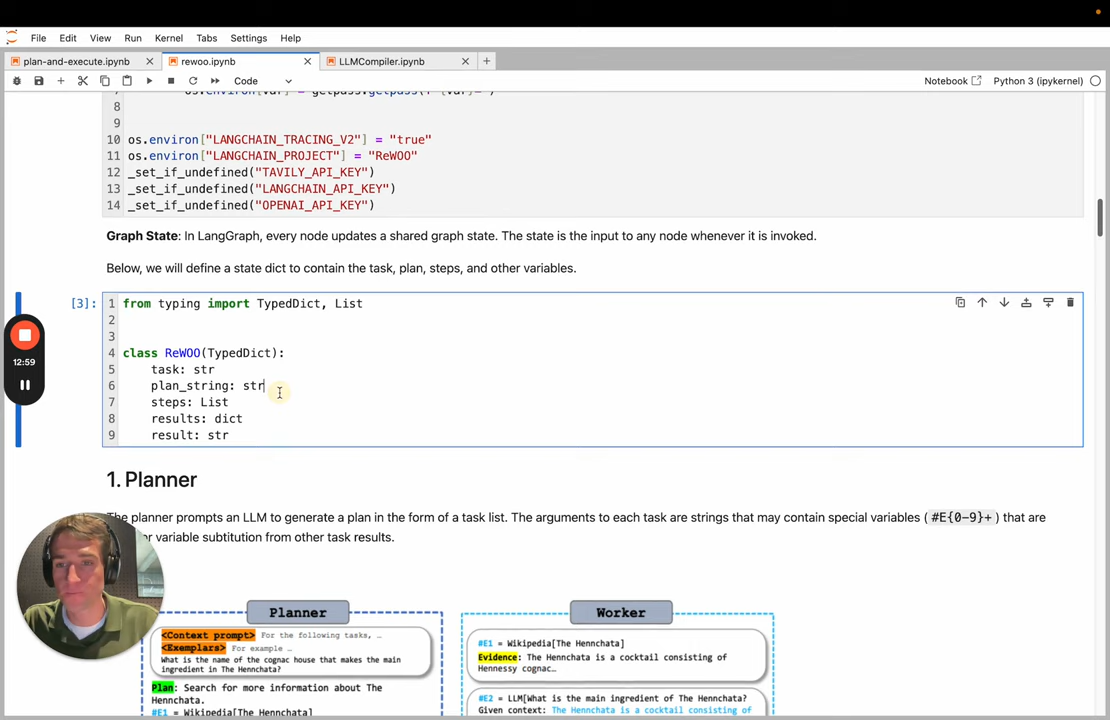 File Edit View Run Kernel Tabs Settings Help
plan-and-execute.ipynb
rewoo.ipynb
LLMCompiler.ipynb
Code
Notebook
Python 3 (ipykernel)
7 os.environ[var] = getpass.getpass(f"{var}=")
8
9
10 os.environ["LANGCHAIN_TRACING_V2"] = "true"
11 os.environ["LANGCHAIN_PROJECT"] = "ReWOO"
12 _set_if_undefined("TAVILY_API_KEY")
13 _set_if_undefined("LANGCHAIN_API_KEY")
14 _set_if_undefined("OPENAI_API_KEY")
Graph State: In LangGraph, every node updates a shared graph state. The state is the input to any node whenever it is invoked.
Below, we will define a state dict to contain the task, plan, steps, and other variables.
[3]:
1 from typing import TypedDict, List
2
3
4 class ReWOO(TypedDict):
5 task: str
6 plan_string: str
7 steps: List
8 results: dict
9 result: str
12:59
1. Planner
The planner prompts an LLM to generate a plan in the form of a task list. The arguments to each task are strings that may contain special variables ( #E{0-9}+ ) that are
or variable subtitution from other task results.
Planner
<Context prompt> For the following tasks, …
<Exemplars> For example …
What is the name of the cognac house that makes the main
ingredient in The Hennchata?
Plan: Search for more information about The
Hennchata.
#E1 = Wikipedia[The Hennchata]
Worker
#E1 = Wikipedia[The Hennchata]
Evidence: The Hennchata is a cocktail consisting of
Hennessy cognac…
#E2 = LLM[What is the main ingredient of The Hennchata?
Given context: The Hennchata is a cocktail consisting of